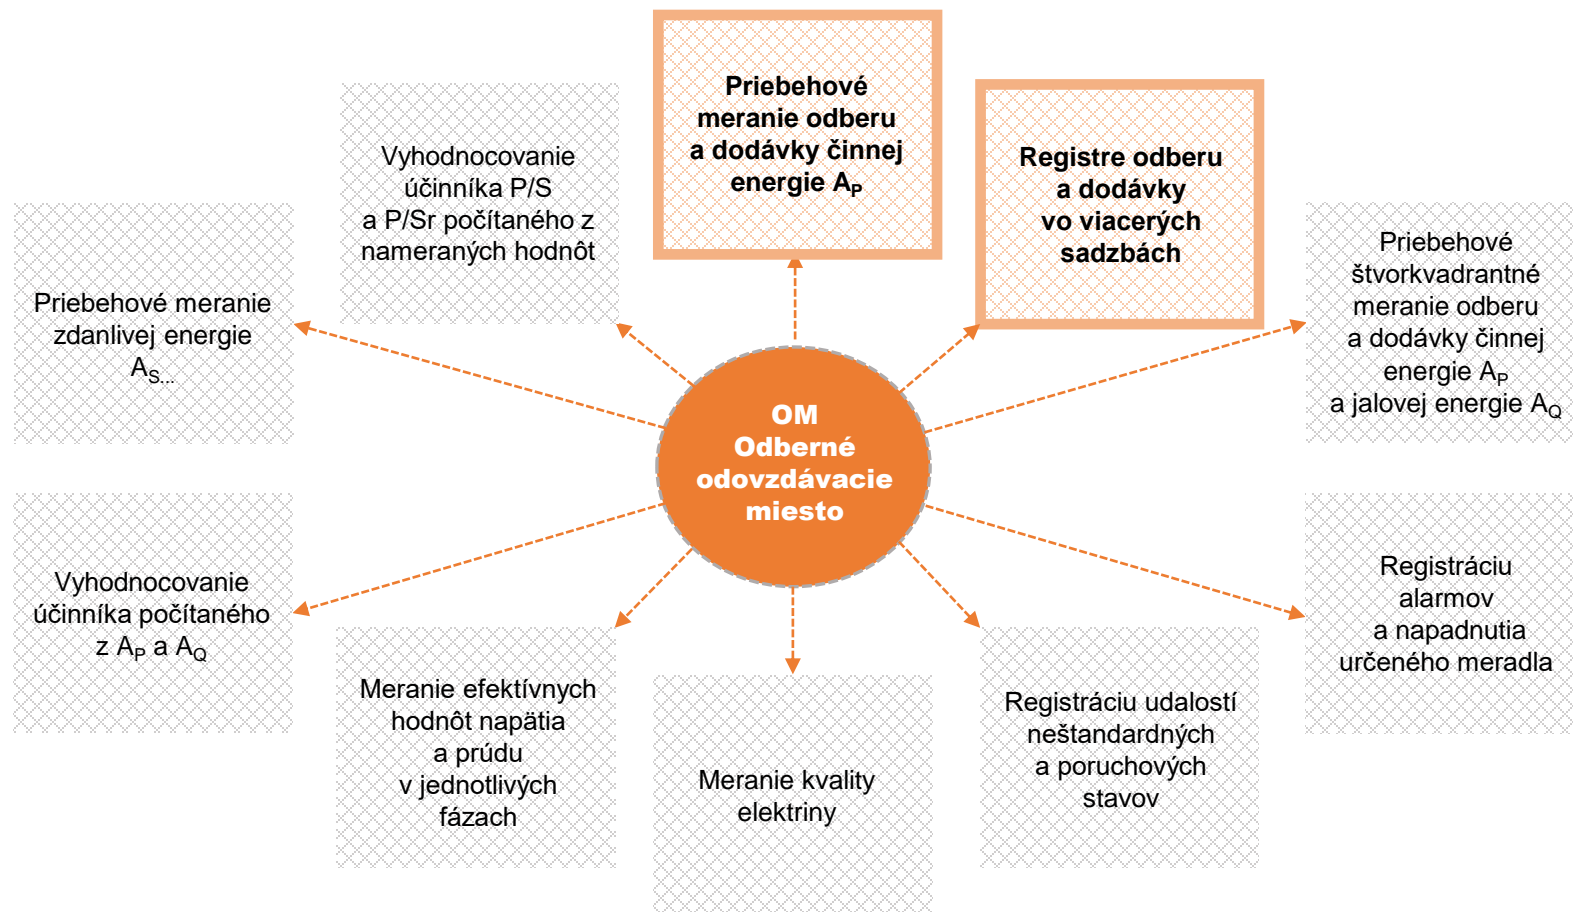 Priebehové
meranie odberu
a dodávky činnej
energie AP
Registre odberu
a dodávky
vo viacerých
sadzbách
Vyhodnocovanie
účinníka P/S
a P/Sr počítaného z
nameraných hodnôt
Priebehové
štvorkvadrantné
meranie odberu
a dodávky činnej
energie AP
a jalovej energie AQ
Priebehové meranie
zdanlivej energie
AS...
OM
Odberné
odovzdávacie
miesto
Vyhodnocovanie
účinníka počítaného
z AP a AQ
Registráciu
alarmov
a napadnutia
určeného meradla
Meranie efektívnych
hodnôt napätia
a prúdu
v jednotlivých
fázach
Meranie kvality
elektriny
Registráciu udalostí
neštandardných
a poruchových
stavov